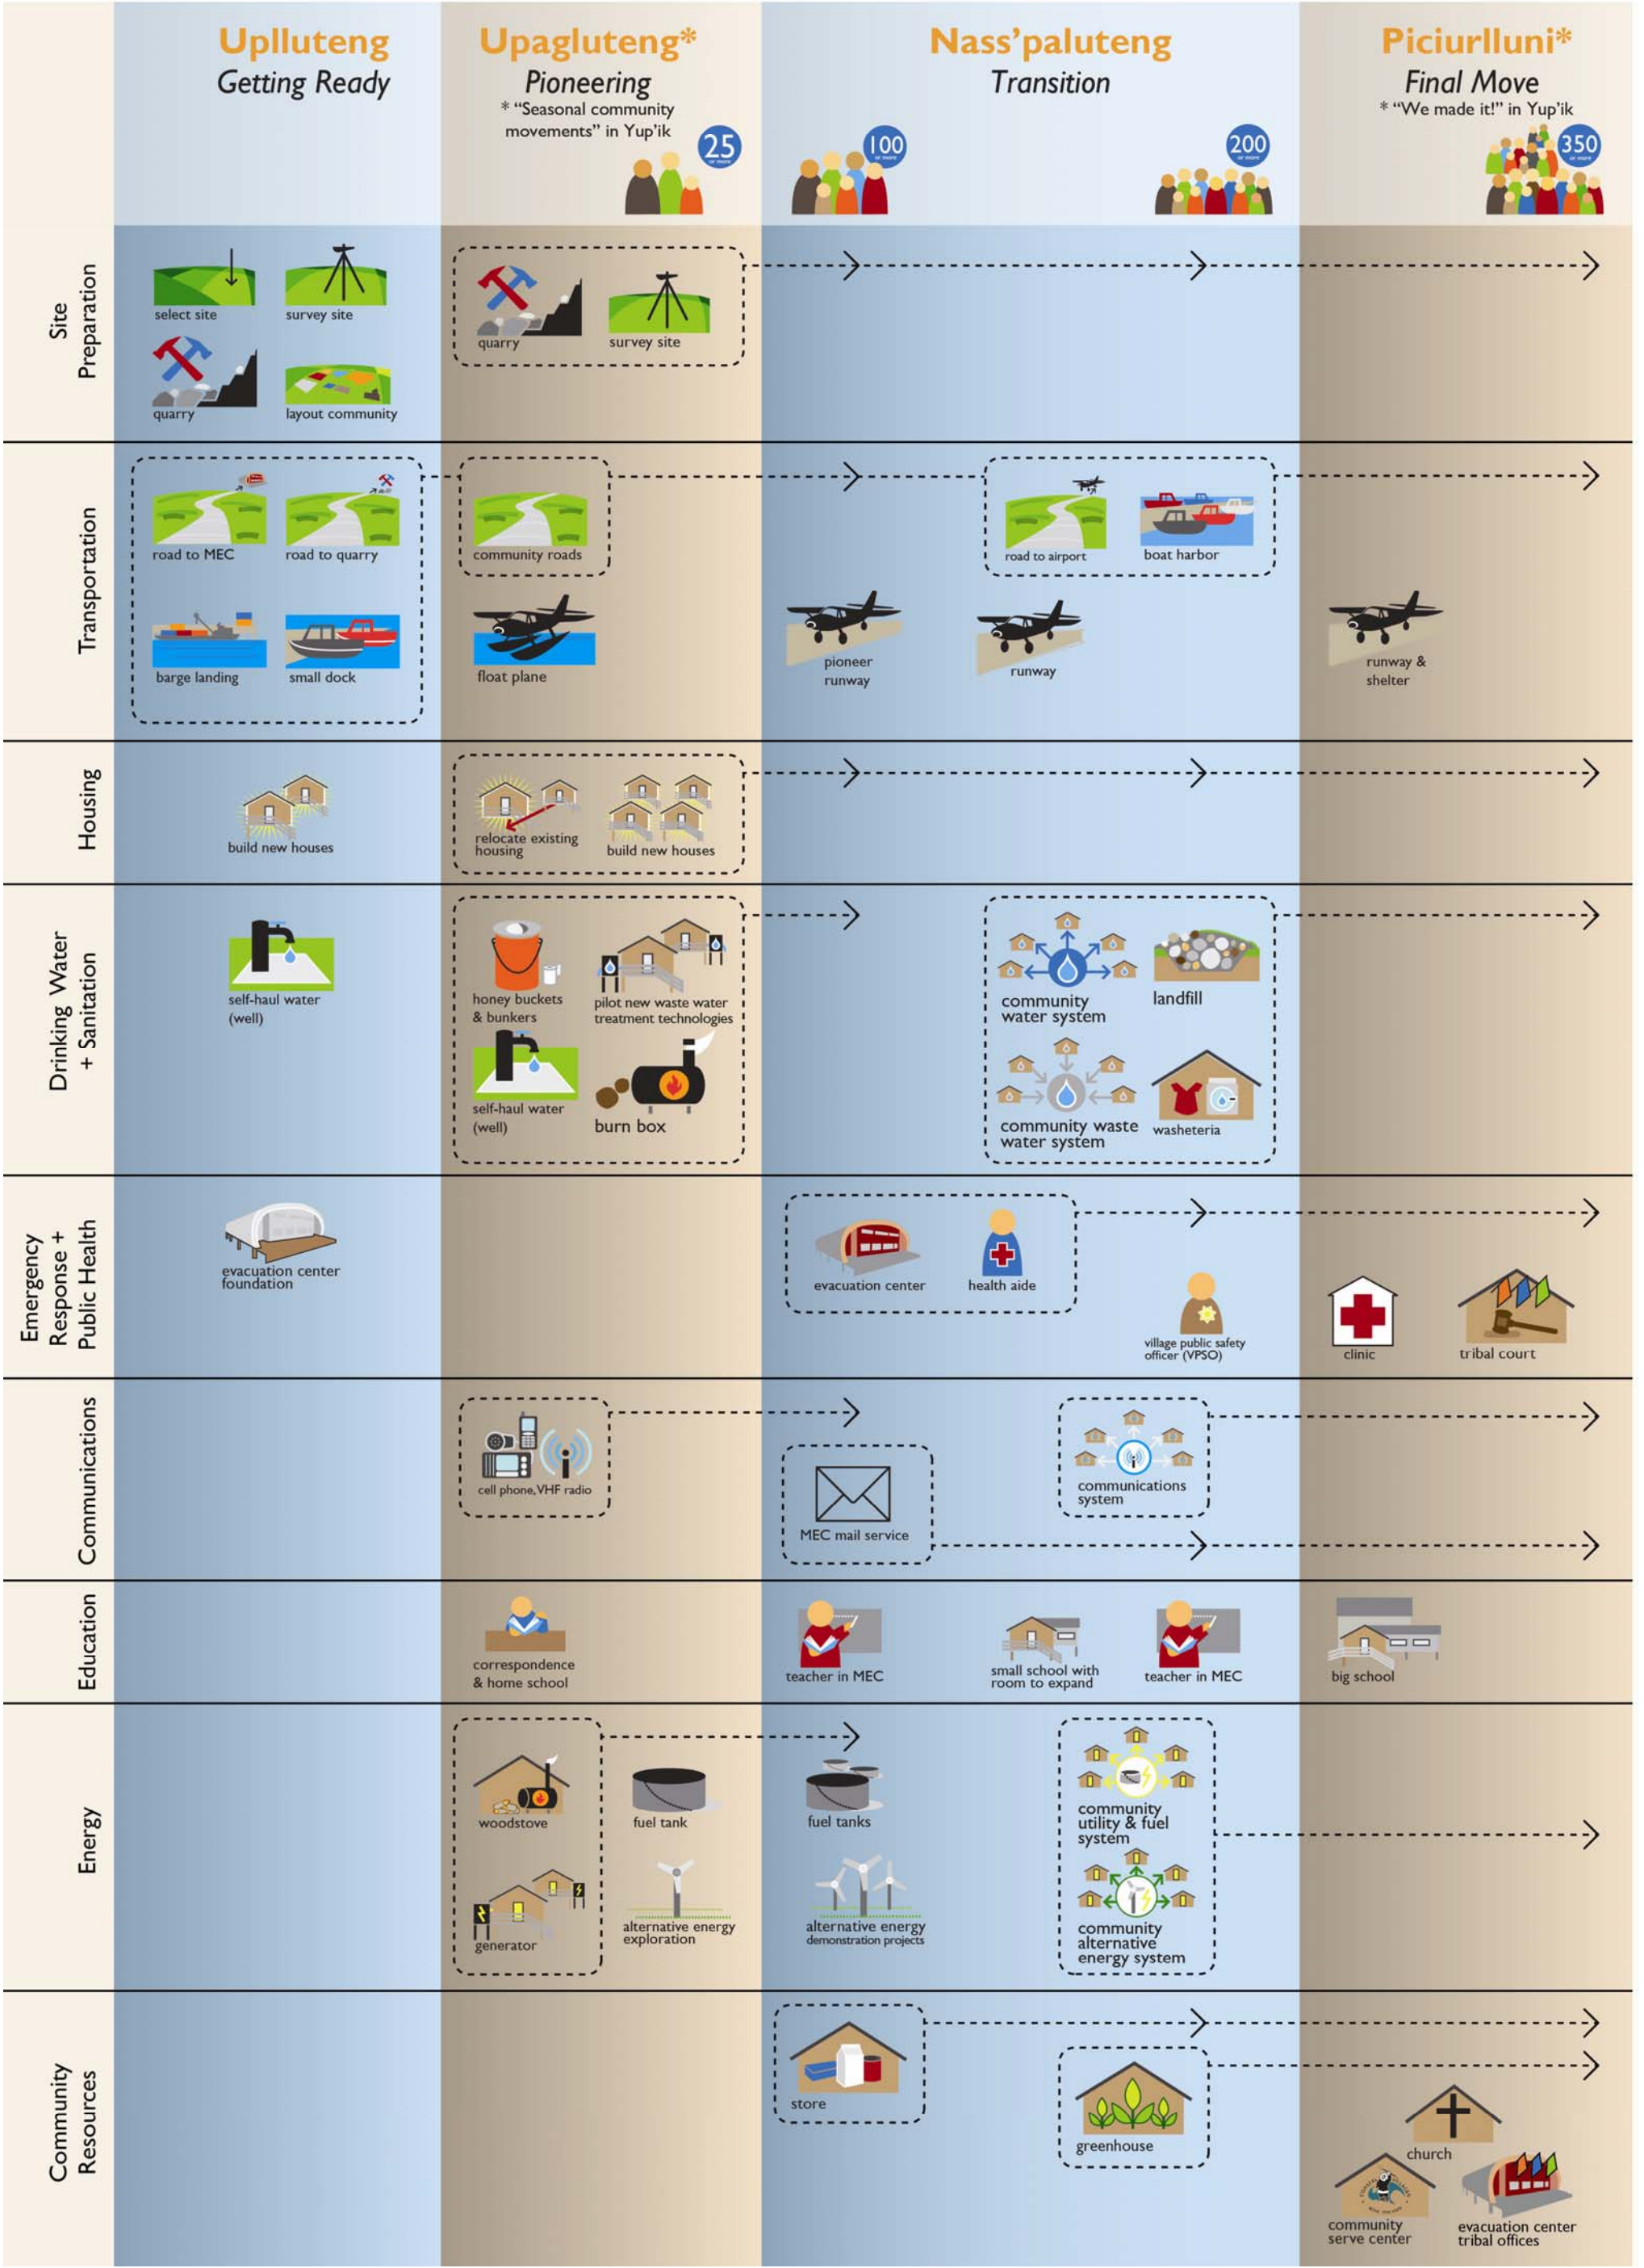 Uplluteng
Getting Ready
Upagluteng*
Pioneering
* “Seasonal community
movements” in Yup’ik
25
or more
Nass’paluteng
Transition
100
or more
200
or more
Piciurlluni*
Final Move
* “We made it!” in Yup’ik
350
or more
Site
Preparation
select site
survey site
quarry
layout community
quarry
survey site
Transportation
road to MEC
road to quarry
barge landing
small dock
community roads
float plane
pioneer
runway
road to airport
boat harbor
runway
runway &
shelter
Housing
build new houses
relocate existing
housing
build new houses
Drinking Water
+ Sanitation
self-haul water
(well)
honey buckets
& bunkers
pilot new waste water
treatment technologies
self-haul water
(well)
burn box
community
water system
landfill
community waste
water system
washeteria
Emergency
Response +
Public Health
evacuation center
foundation
evacuation center
health aide
village public safety
officer (VPSO)
clinic
tribal court
Communications
cell phone, VHF radio
MEC mail service
communications
system
Education
correspondence
& home school
teacher in MEC
small school with
room to expand
teacher in MEC
big school
Energy
woodstove
fuel tank
generator
alternative energy
exploration
fuel tanks
alternative energy
demonstration projects
community
utility & fuel
system
community
alternative
energy system
Community
Resources
store
greenhouse
church
community
serve center
evacuation center
tribal offices